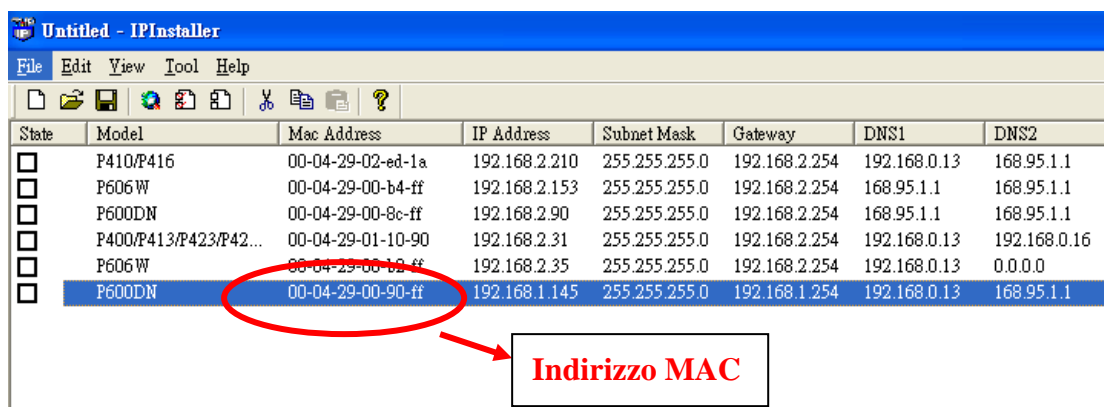 Untitled - IPInstaller
File Edit View Tool Help
State Model Mac Address IP Address Subnet Mask Gateway DNS1 DNS2
P410/P416 00-04-29-02-ed-1a 192.168.2.210 255.255.255.0 192.168.2.254 192.168.0.13 168.95.1.1
P606W 00-04-29-00-b4-ff 192.168.2.153 255.255.255.0 192.168.2.254 168.95.1.1 168.95.1.1
P600DN 00-04-29-00-8c-ff 192.168.2.90 255.255.255.0 192.168.2.254 168.95.1.1 168.95.1.1
P400/P413/P423/P42... 00-04-29-01-10-90 192.168.2.31 255.255.255.0 192.168.2.254 192.168.0.13 192.168.0.16
P606W 192.168.2.35 255.255.255.0 192.168.2.254 192.168.0.13 0.0.0.0
P600DN 00-04-29-00-90-ff 192.168.1.145 255.255.255.0 192.168.1.254 192.168.0.13 168.95.1.1
Indirizzo MAC